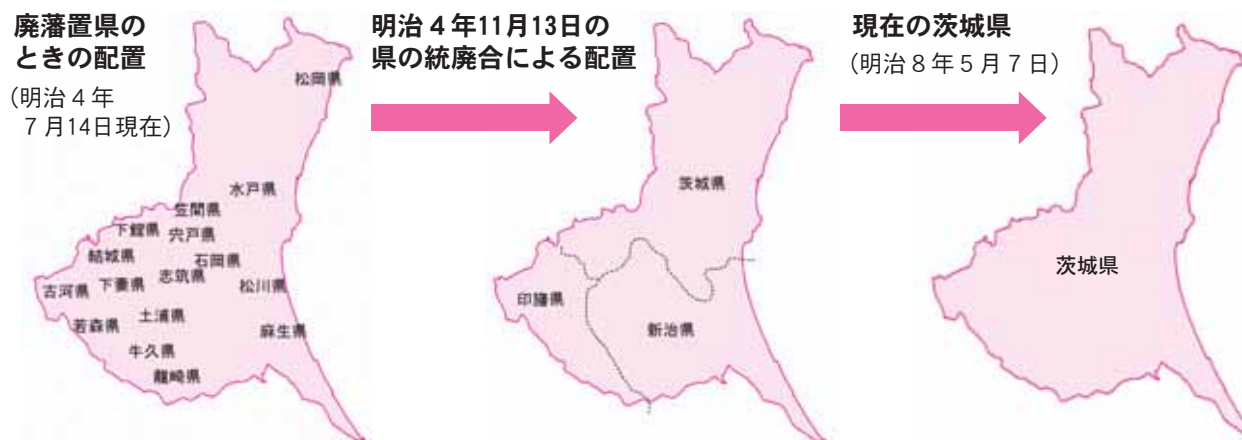 廃藩置県の
ときの配置
（明治４年
７月14日現在）
松岡県
水戸県
笠間県
下館県
宍戸県
結城県
石岡県
志筑県
古河県
下妻県
松川県
土浦県
若森県
麻生県
牛久県
龍崎県
明治４年11月13日の
県の統廃合による配置
茨城県
印旛県
新治県
現在の茨城県
（明治８年５月７日）
茨城県